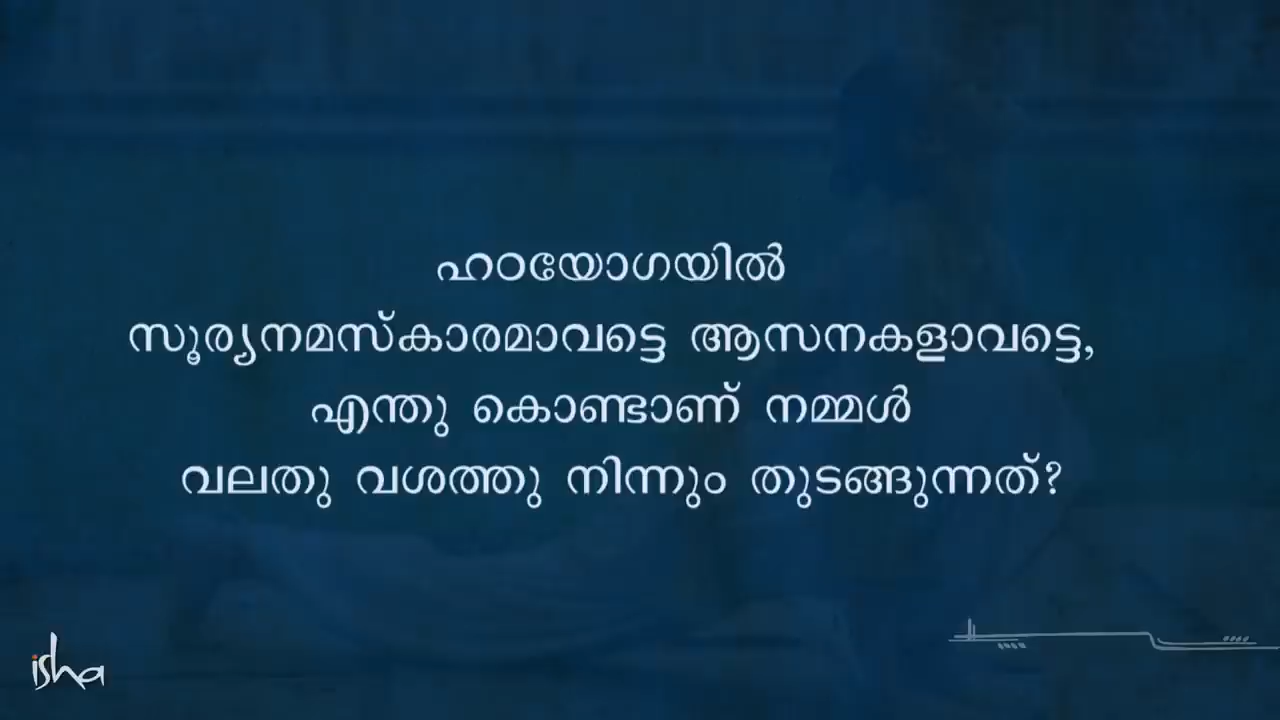 ഹഠയോഗയിൽ
സൂര്യനമസ്കാരമാവട്ടെ ആസനകളാവട്ടെ,
എന്തു കൊണ്ടാണ് നമ്മൾ
വലതു വശത്തു നിന്നും തുടങ്ങുന്നത്?
isha